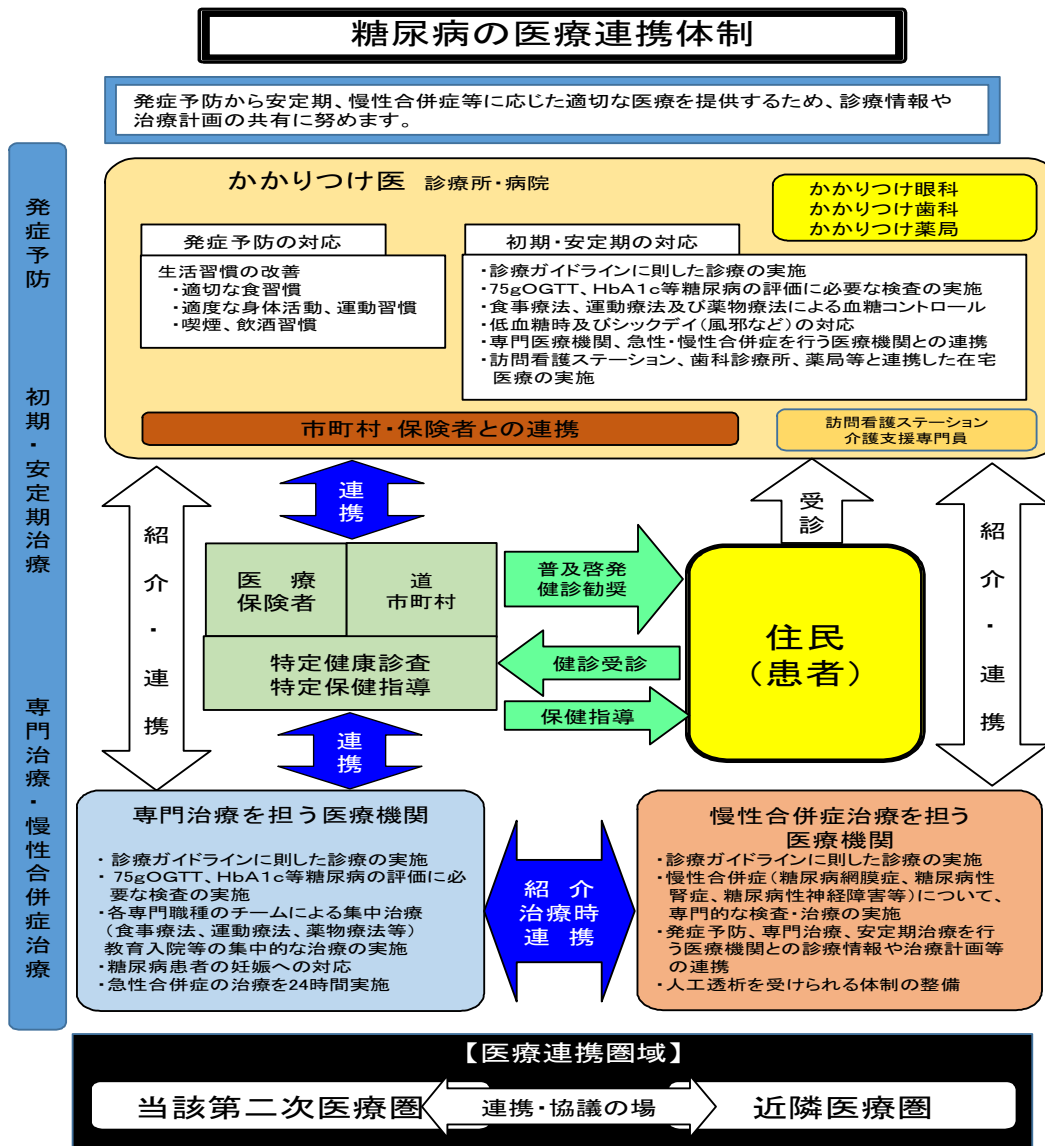 糖尿病の医療連携体制
発症予防から安定期、慢性合併症等に応じた適切な医療を提供するため、診療情報や
治療計画の共有に努めます。
発症予防
初期・安定期治療
専門治療・慢性合併症治療
かかりつけ医 診療所・病院
かかりつけ眼科
かかりつけ歯科
かかりつけ薬局
発症予防の対応
生活習慣の改善
・適切な食習慣
・適度な身体活動、運動習慣
・喫煙、飲酒習慣
初期・安定期の対応
・診療ガイドラインに則した診療の実施
・75gOGTT、HbA1c等糖尿病の評価に必要な検査の実施
・食事療法、運動療法及び薬物療法による血糖コントロール
・低血糖時及びシックデイ(風邪など)の対応
・専門医療機関、急性・慢性合併症を行う医療機関との連携
・訪問看護ステーション、歯科診療所、薬局等と連携した在宅
医療の実施
市町村・保険者との連携
訪問看護ステーション
介護支援専門員
紹介・連携
連携
受診
紹介・連携
医療
保険者
道
市町村
特定健康診査
特定保健指導
普及啓発
健診勧奨
健診受診
保健指導
住民
(患者)
連携
専門治療を担う医療機関
・診療ガイドラインに則した診療の実施
・75gOGTT、HbA1c等糖尿病の評価に必
要な検査の実施
・各専門職種のチームによる集中治療
(食事療法、運動療法、薬物療法等)
教育入院等の集中的な治療の実施
・糖尿病患者の妊娠への対応
・急性合併症の治療を24時間実施
紹介
治療時
連携
慢性合併症治療を担う
医療機関
・診療ガイドラインに則した診療の実施
・慢性合併症(糖尿病網膜症、糖尿病性
腎症、糖尿病性神経障害等)について、
専門的な検査・治療の実施
・発症予防、専門治療、安定期治療を行
う医療機関との診療情報や治療計画等
の連携
・人工透析を受けられる体制の整備
【医療連携圏域】
当該第二次医療圏
連携・協議の場
近隣医療圏